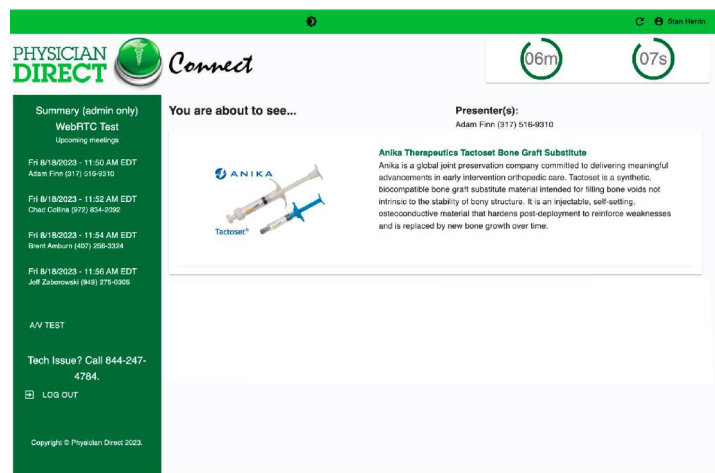 Stan Henin
PHYSICIAN
DIRECT
Connect
06m
07s
Summary (admin only)
WebRTC Test
Upcoming meetings
Fri 8/18/2023 - 11:50 AM EDT
Adam Finn (317) 516-9310
Fri 8/18/2023 - 11:52 AM EDT
Chad Collins (972) 834-2092
Fri 8/18/2023 - 11:54 AM EDT
Brent Amburn (407) 256-3324
Fri 8/18/2023 - 11:56 AM EDT
Jeff Zaborowski (949) 275-0305
A/V TEST
Tech Issue? Call 844-247-
4784.
LOG OUT
Copyright © Physician Direct 2023.
You are about to see...
Presenter(s):
Adam Finn (317) 516-9310
ANIKA
Tactoset®
Anika Therapeutics Tactoset Bone Graft Substitute
Anika is a global joint preservation company committed to delivering meaningful
advancements in early intervention orthopedic care. Tactoset is a synthetic,
biocompatible bone graft substitute material intended for filling bone voids not
intrinsic to the stability of bony structure. It is an injectable, self-setting,
osteoconductive material that hardens post-deployment to reinforce weaknesses
and is replaced by new bone growth over time.